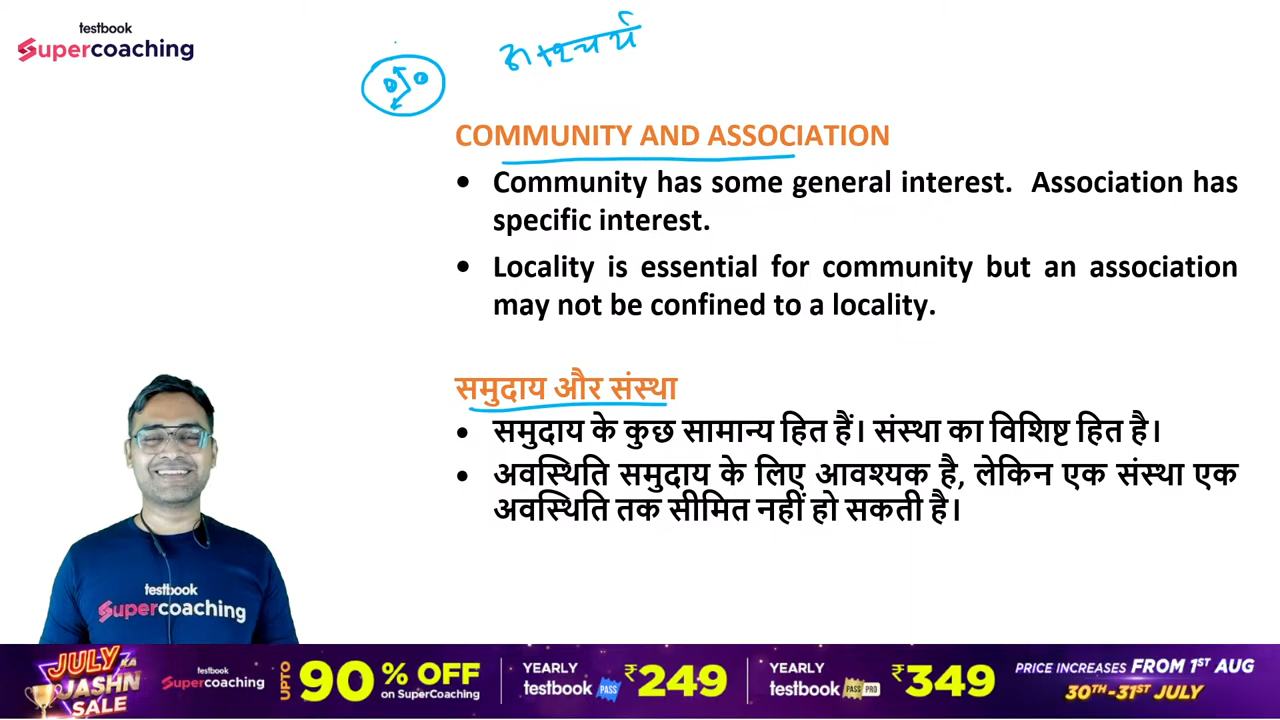 testbook
Supercoaching
आश्चर्य
COMMUNITY AND ASSOCIATION
• Community has some general interest. Association has
specific interest.
• Locality is essential for community but an association
may not be confined to a locality.
समुदाय और संस्था
• समुदाय के कुछ सामान्य हित हैं। संस्था का विशिष्ट हित है।
• अवस्थिति समुदाय के लिए आवश्यक है, लेकिन एक संस्था एक
अवस्थिति तक सीमित नहीं हो सकती है।
testbook
Supercoaching
JULY KA
JASHN
SALE
testbook
Supercoaching
UPTO 90% OFF
on SuperCoaching
YEARLY
testbook PASS
₹249
YEARLY
testbook PASS PRO
₹349
PRICE INCREASES FROM 1ST AUG
30TH-31ST JULY